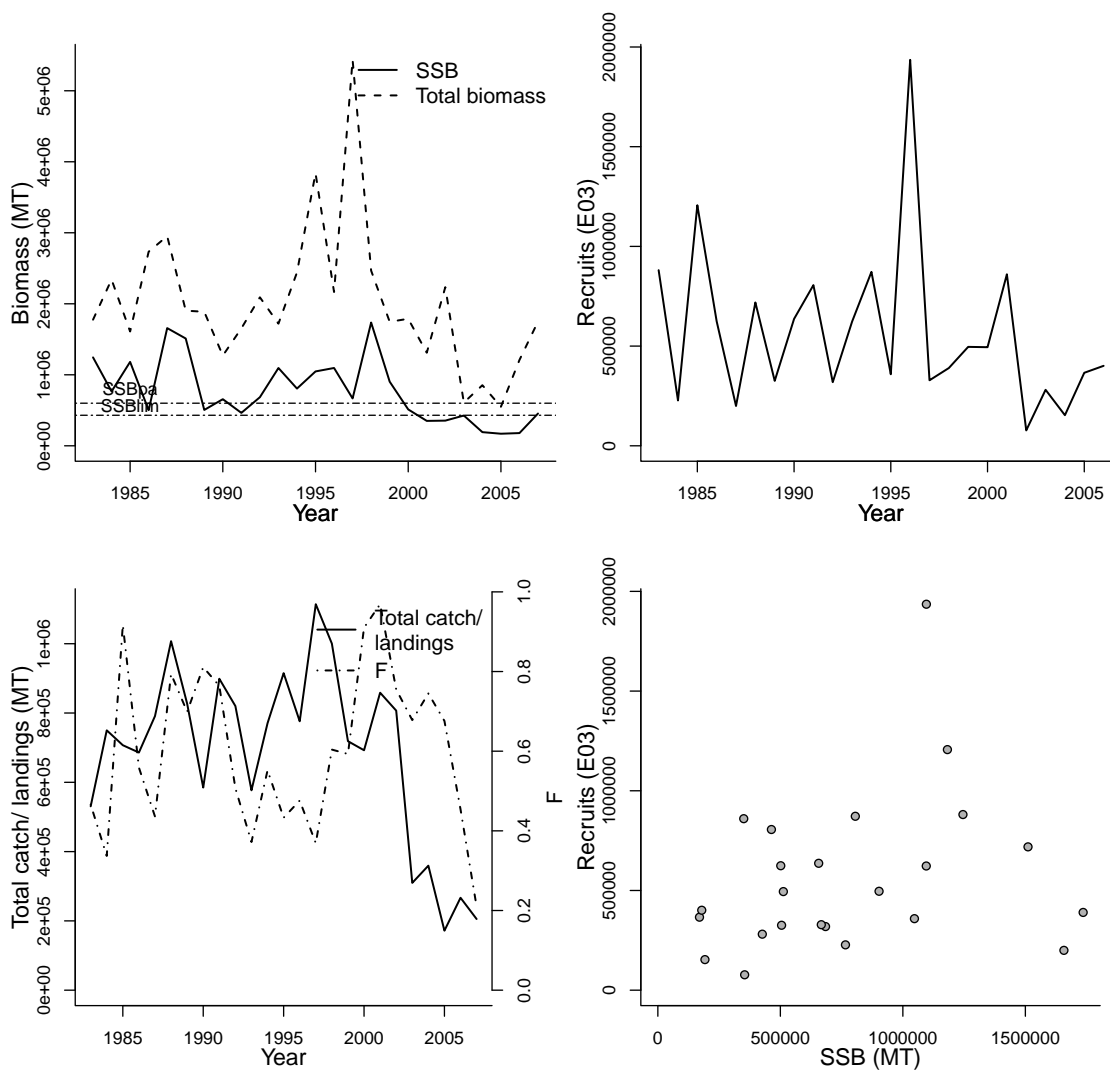 SSB
Total biomass
Biomass (MT)
0e+00 1e+06 2e+06 3e+06 4e+06 5e+06
SSBpa
SSBlim
1985 1990 1995 2000 2005
Year
Recruits (E03)
0 500000 1000000 1500000 2000000
1985 1990 1995 2000 2005
Year
Total catch/
landings
F
Total catch/ landings (MT)
0e+00 2e+05 4e+05 6e+05 8e+05 1e+06
0.0 0.2 0.4 0.6 0.8 1.0
F
1985 1990 1995 2000 2005
Year
Recruits (E03)
0 500000 1000000 1500000 2000000
0 500000 1000000 1500000
SSB (MT)